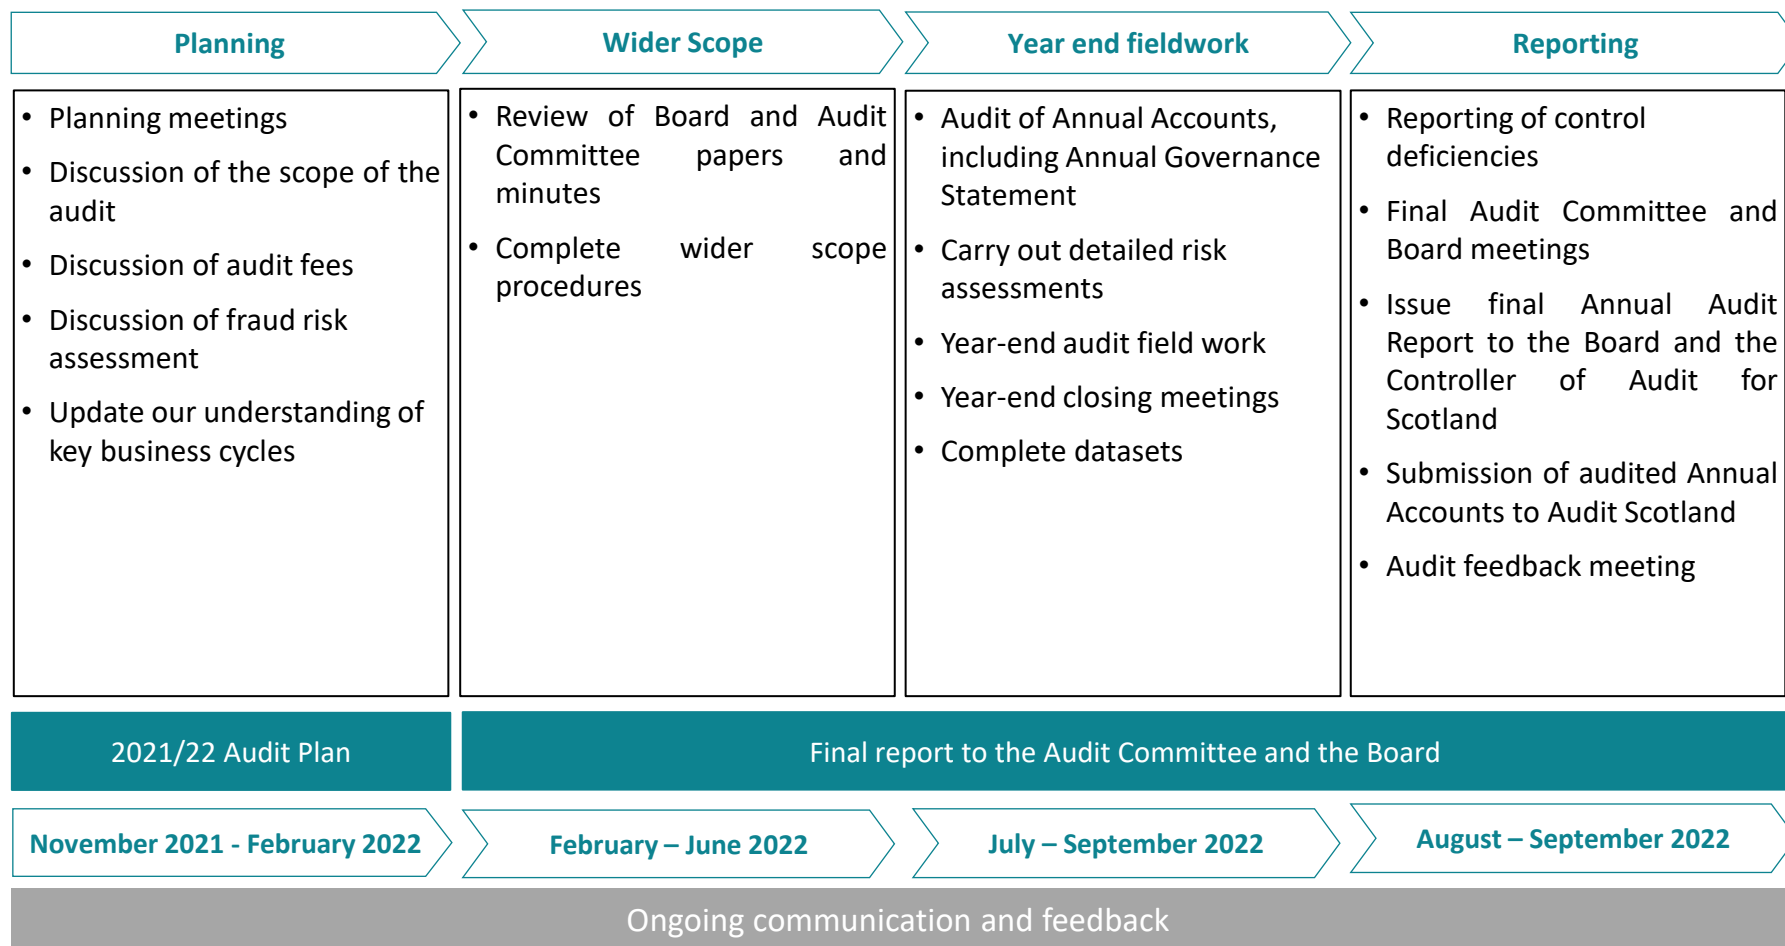 Planning
Wider Scope
Year end fieldwork
Reporting
• Planning meetings
• Discussion of the scope of the
audit
• Discussion of audit fees
• Discussion of fraud risk
assessment
• Update our understanding of
key business cycles
• Review of Board and Audit
Committee papers and
minutes
• Complete wider scope
procedures
• Audit of Annual Accounts,
including Annual Governance
Statement
• Carry out detailed risk
assessments
• Year-end audit field work
• Year-end closing meetings
• Complete datasets
• Reporting of control
deficiencies
• Final Audit Committee and
Board meetings
• Issue final Annual Audit
Report to the Board and the
Controller of Audit for
Scotland
• Submission of audited Annual
Accounts to Audit Scotland
• Audit feedback meeting
2021/22 Audit Plan
Final report to the Audit Committee and the Board
November 2021 - February 2022
February – June 2022
July – September 2022
August – September 2022
Ongoing communication and feedback